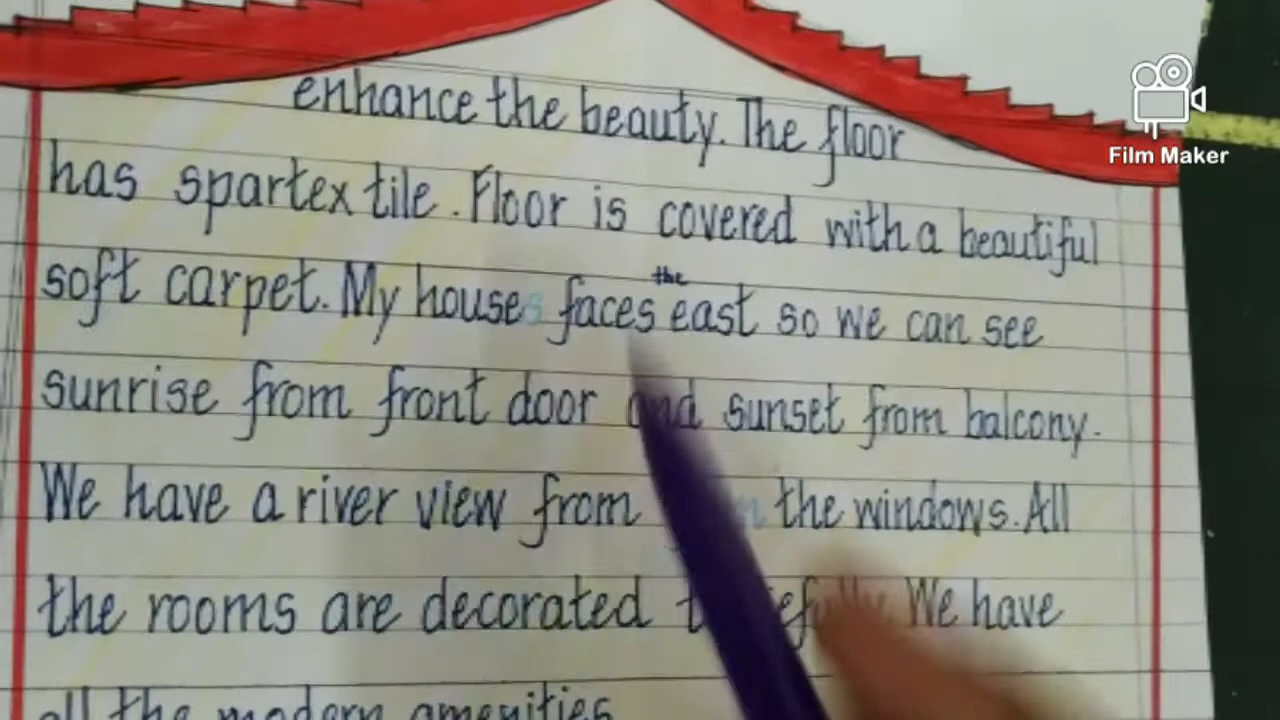 enhance the beauty. The floor
has spartex tile. Floor is covered with a beautiful
soft carpet. My house faces the east so we can see
sunrise from front door and sunset from balcony.
We have a river view from the windows. All
the rooms are decorated We have
all the modern amenities
Film Maker